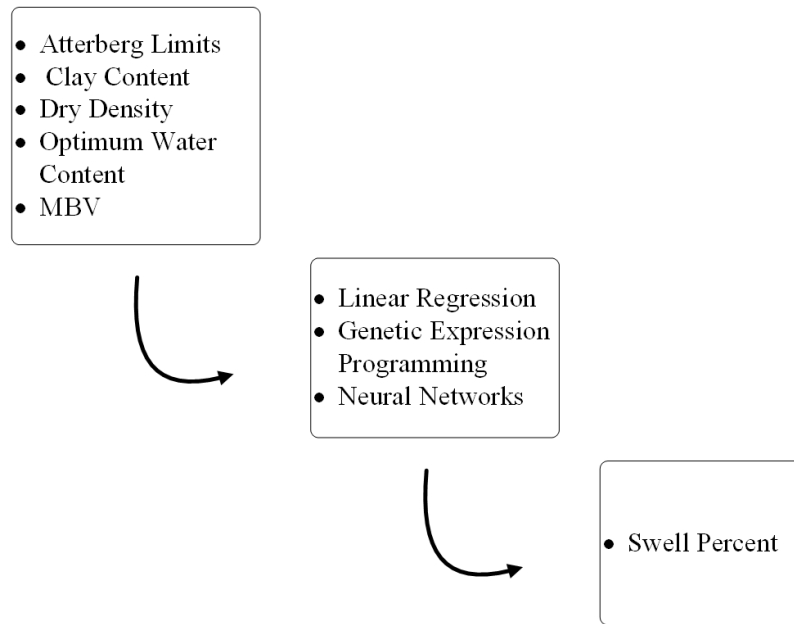 • Atterberg Limits
• Clay Content
• Dry Density
• Optimum Water
Content
• MBV
• Linear Regression
• Genetic Expression
Programming
• Neural Networks
• Swell Percent